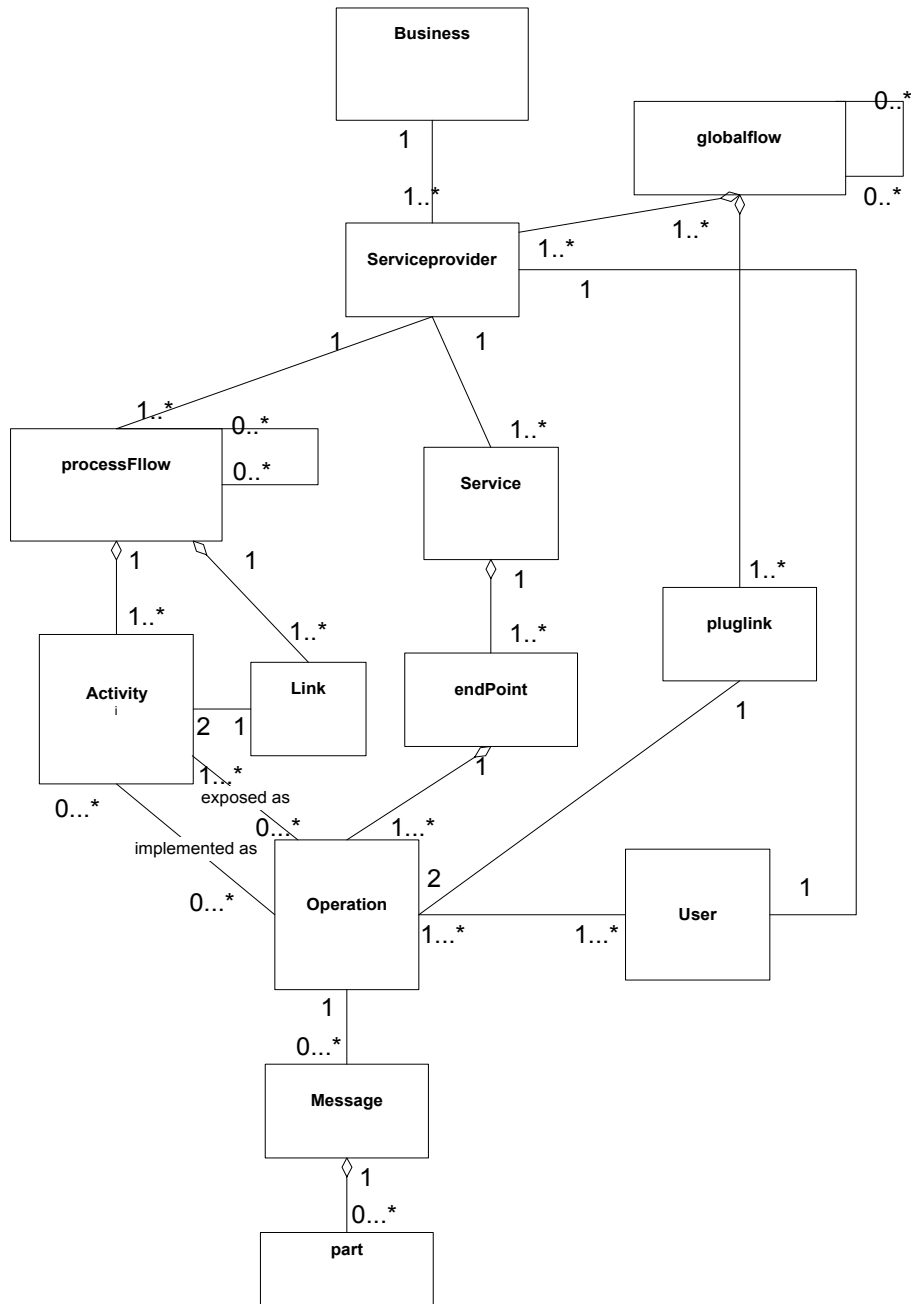 Business
1
0..*
globalflow
0..*
1..*
1..*
1..*
Serviceprovider
1
1
1
1..*
0..*
1..*
processFllow
0..*
Service
1
1
1
1..*
1..*
1..*
1..*
pluglink
Activity
i
Link
endPoint
2
1
1
1
1...*
exposed as
0...*
0...*
1...*
implemented as
2
0...*
Operation
User
1
1...*
1...*
1
0...*
Message
1
0...*
part